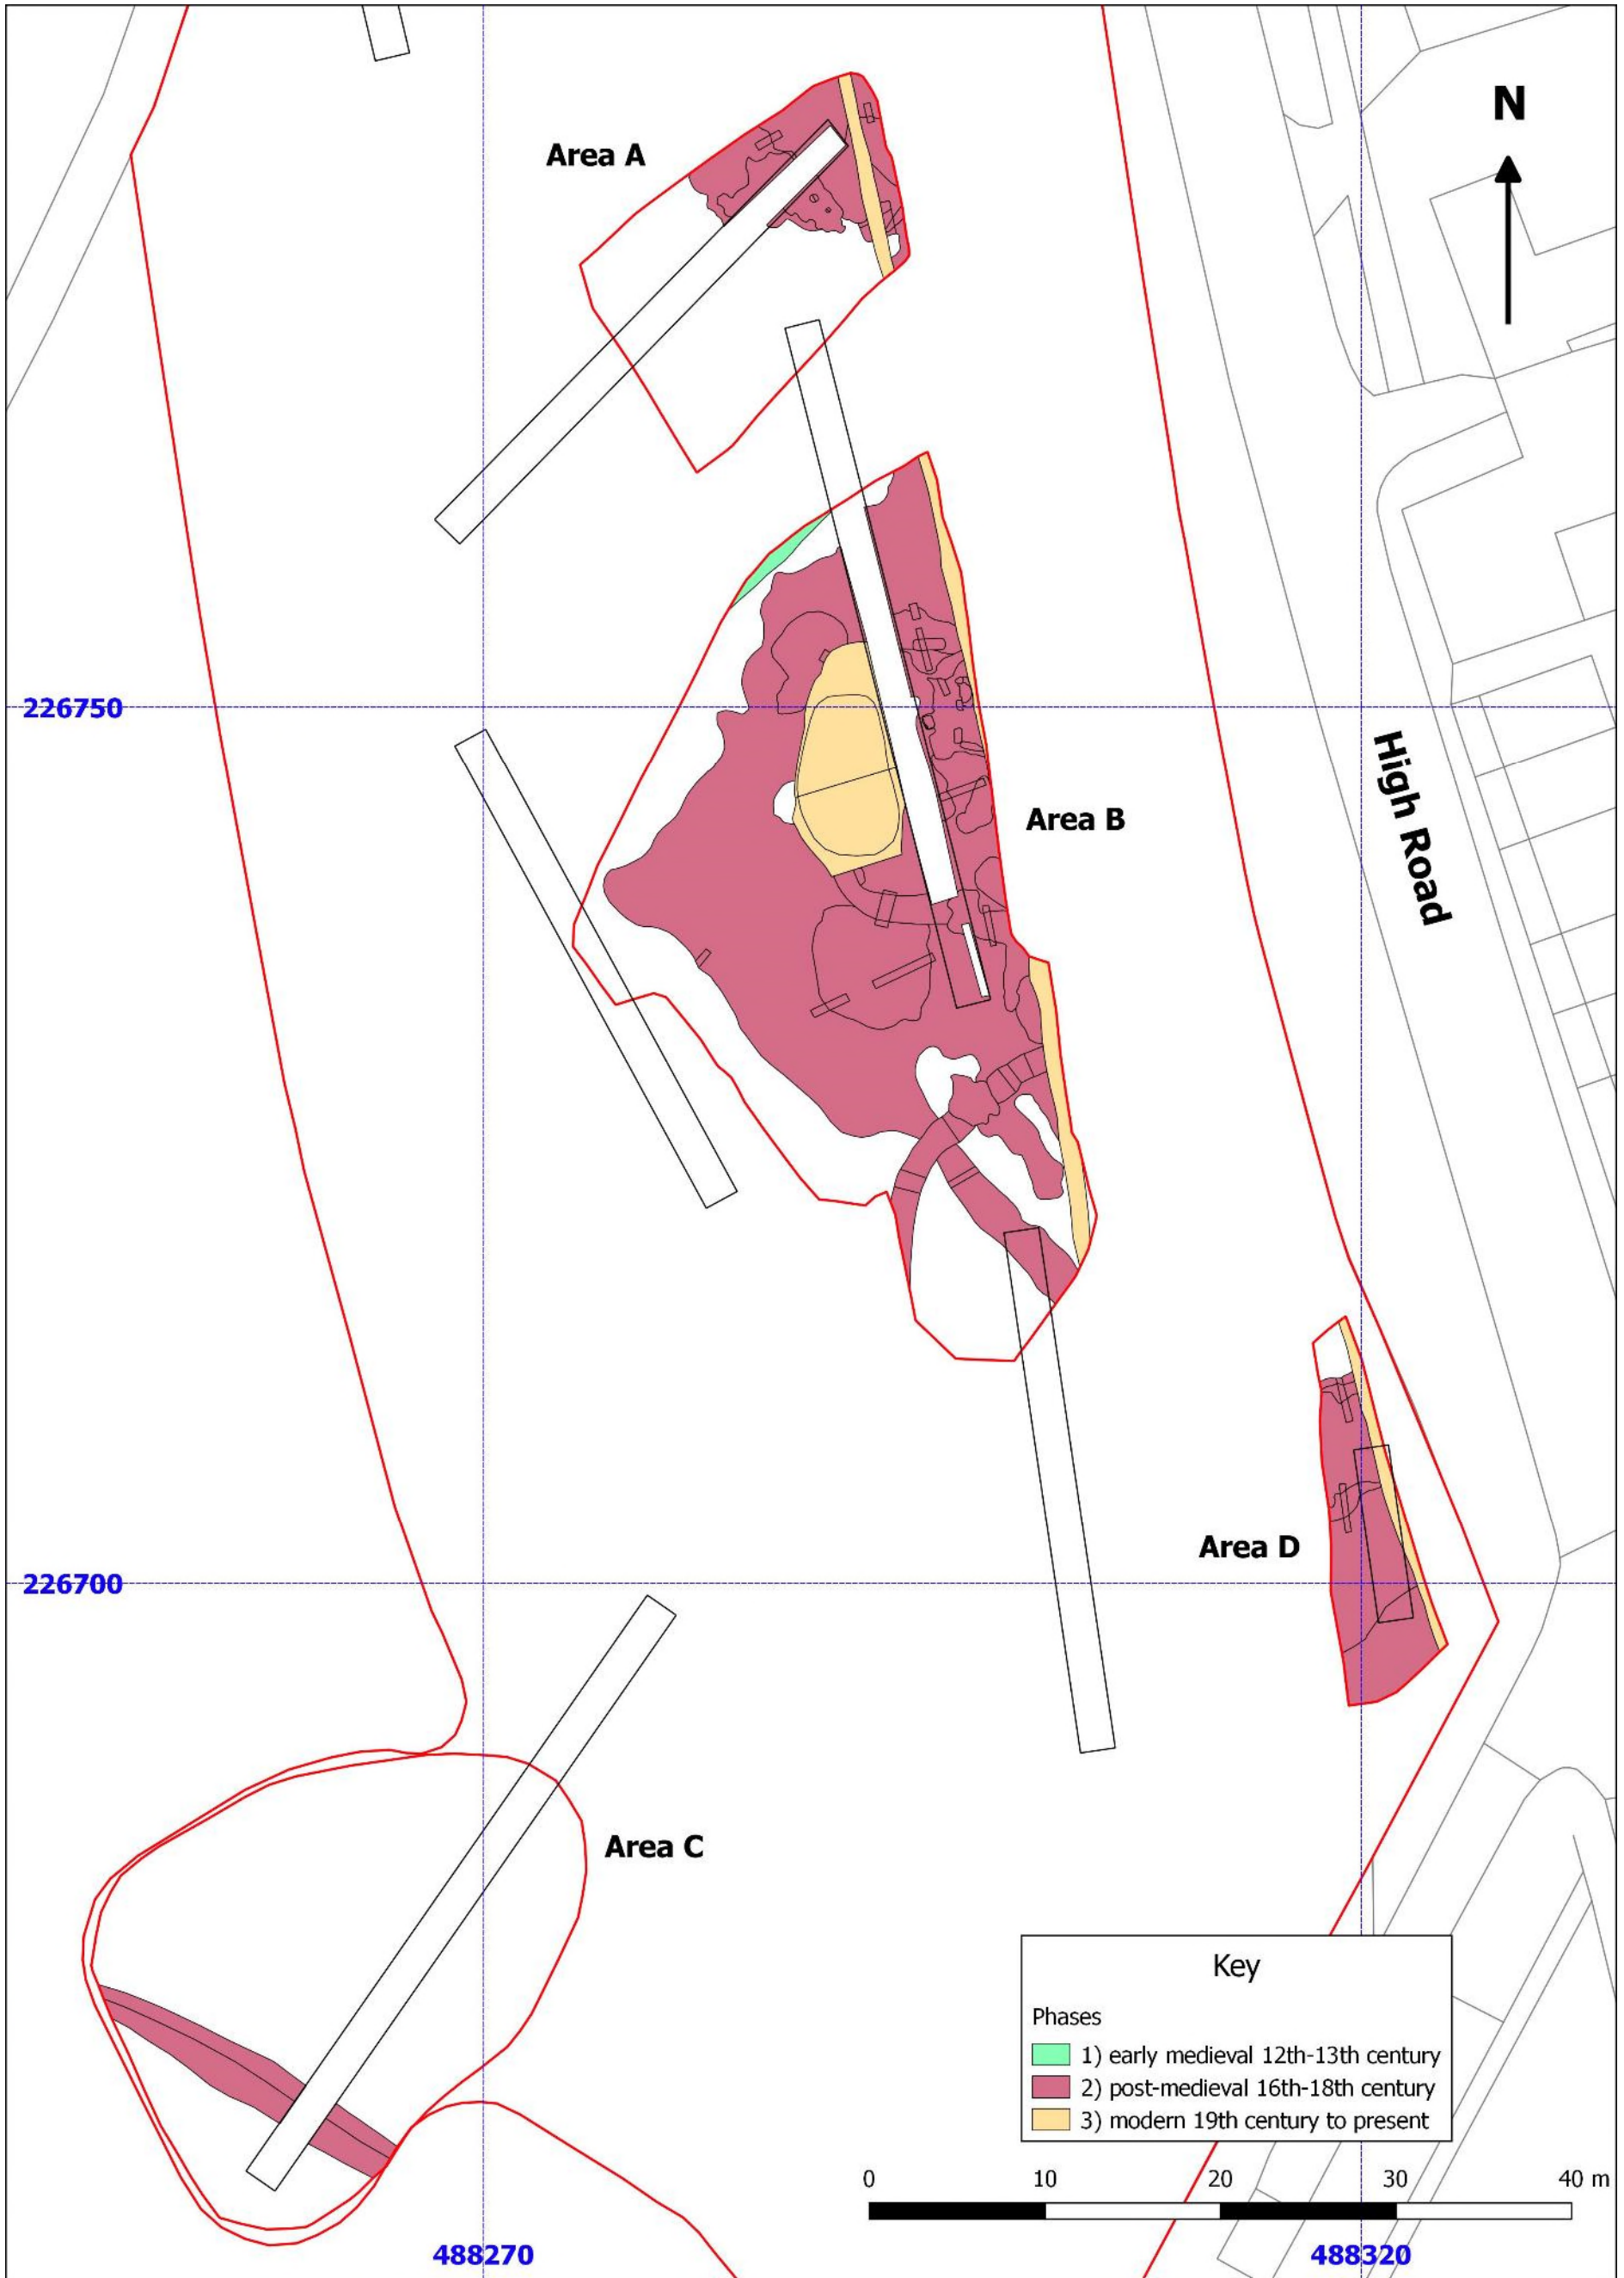 N
Area A
226750
High Road
Area B
226700
Area D
Area C
Key
Phases
1) early medieval 12th-13th century
2) post-medieval 16th-18th century
3) modern 19th century to present
0 10 20 30 40 m
488270 488320